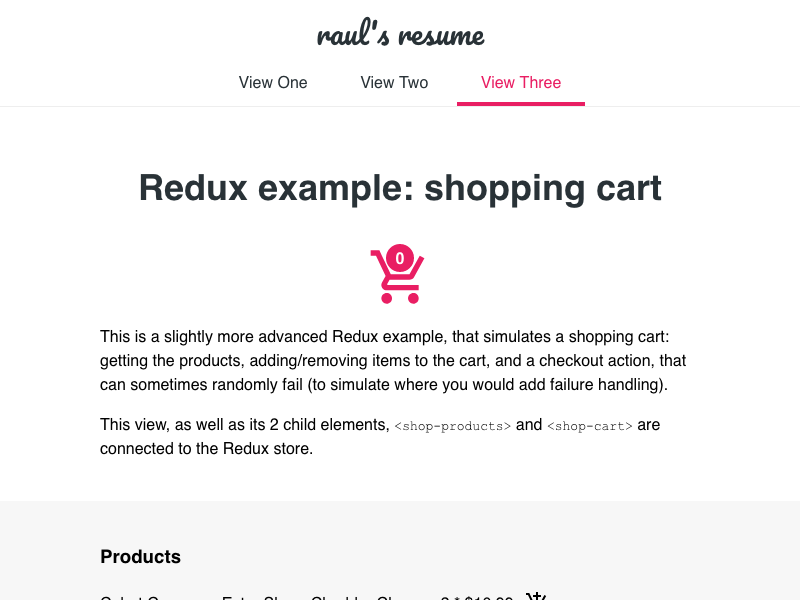 raul's resume
View One View Two View Three
Redux example: shopping cart
0
This is a slightly more advanced Redux example, that simulates a shopping cart:
getting the products, adding/removing items to the cart, and a checkout action, that
can sometimes randomly fail (to simulate where you would add failure handling).
This view, as well as its 2 child elements, <shop-products> and <shop-cart> are
connected to the Redux store.
Products